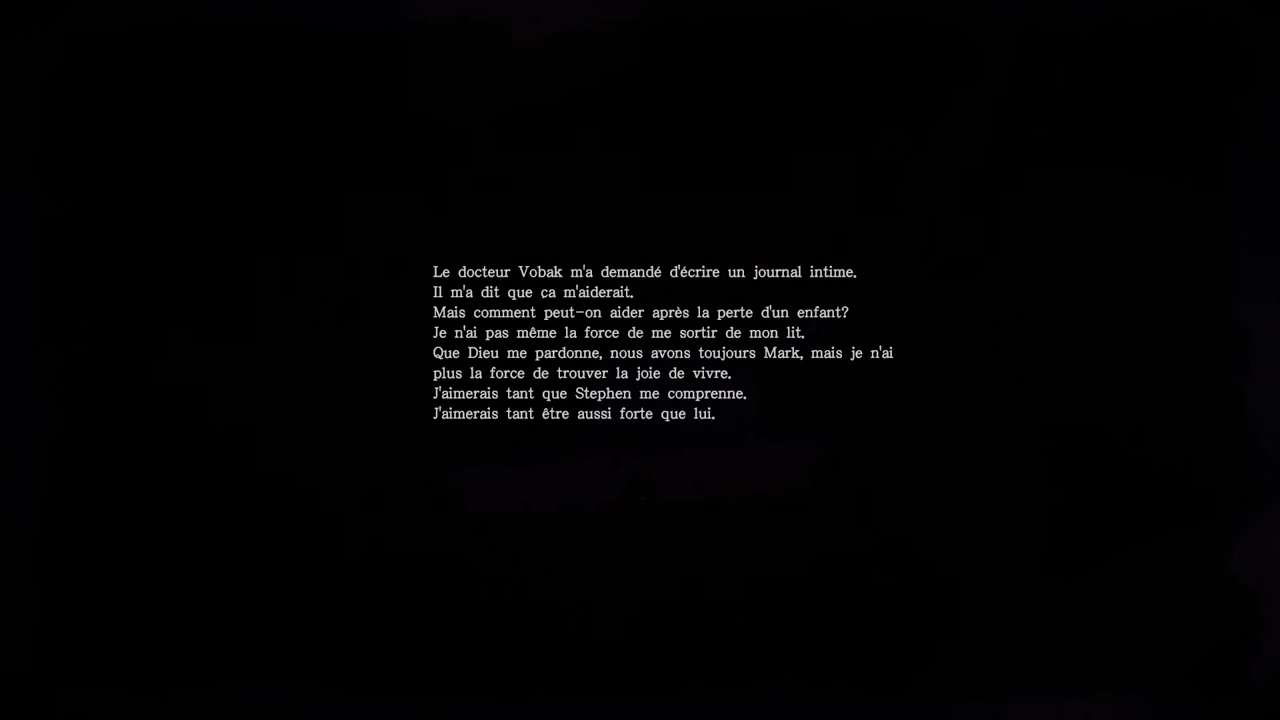 Le docteur Vobak m'a demandé d'écrire un journal intime.
Il m'a dit que ça m'aiderait.
Mais comment peut-on aider après la perte d'un enfant?
Je n'ai pas même la force de me sortir de mon lit.
Que Dieu me pardonne, nous avons toujours Mark, mais je n'ai
plus la force de trouver la joie de vivre.
J'aimerais tant que Stephen me comprenne.
J'aimerais tant être aussi forte que lui.